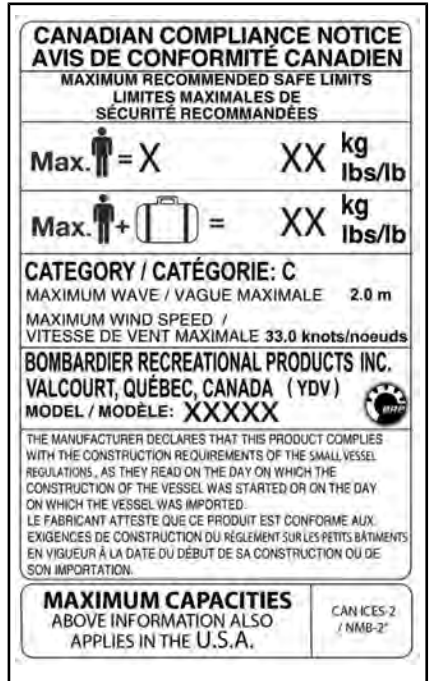 CANADIAN COMPLIANCE NOTICE
AVIS DE CONFORMITÉ CANADIEN
MAXIMUM RECOMMENDED SAFE LIMITS
LIMITES MAXIMALES DE
SÉCURITÉ RECOMMANDÉES
Max. = X XX kg
lbs/lb
Max. + = XX kg
lbs/lb
CATEGORY / CATÉGORIE: C
MAXIMUM WAVE / VAGUE MAXIMALE 2.0 m
MAXIMUM WIND SPEED /
VITESSE DE VENT MAXIMALE 33.0 knots/noeuds
BOMBARDIER RECREATIONAL PRODUCTS INC.
VALCOURT, QUÉBEC, CANADA (YDV)
MODEL / MODÈLE: XXXXX
BRP
THE MANUFACTURER DECLARES THAT THIS PRODUCT COMPLIES
WITH THE CONSTRUCTION REQUIREMENTS OF THE SMALL VESSEL
REGULATIONS, AS THEY READ ON THE DAY ON WHICH THE
CONSTRUCTION OF THE VESSEL WAS STARTED OR ON THE DAY
ON WHICH THE VESSEL WAS IMPORTED.
LE FABRICANT ATTESTE QUE CE PRODUIT EST CONFORME AUX
EXIGENCES DE CONSTRUCTION DU RÈGLEMENT SUR LES PETITS BÂTIMENTS
EN VIGUEUR À LA DATE DU DÉBUT DE SA CONSTRUCTION OU DE
SON IMPORTATION.
MAXIMUM CAPACITIES
ABOVE INFORMATION ALSO
APPLIES IN THE U.S.A.
CAN ICES-2
/ NMB-2"